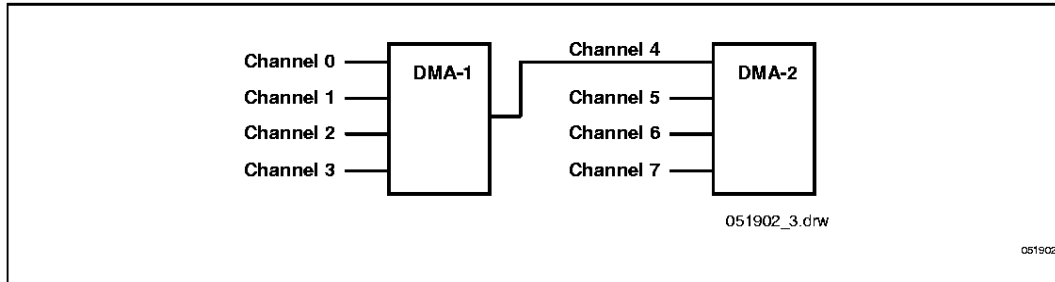 Channel 0
Channel 1
Channel 2
Channel 3
DMA-1
Channel 4
Channel 5
Channel 6
Channel 7
DMA-2
051902_3.drw
051902